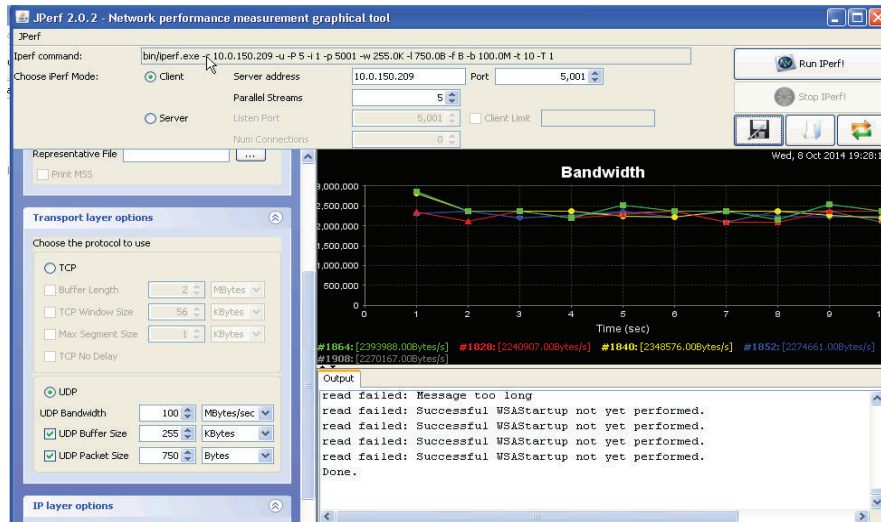 JPerf 2.0.2 - Network performance measurement graphical tool
JPerf
Iperf command: bin/iperf.exe -c 10.0.150.209 -u -P 5 -i 1 -p 5001 -w 255.0K -l 750.0B -f B -b 100.0M -t 10 -T 1
Choose iPerf Mode: Client Server address 10.0.150.209 Port 5,001
Parallel Streams 5
Server Listen Port 5,001 Client Limit
Num Connections 0
Run IPerf!
Stop IPerf!
Representative File ...
Print MSS
Transport layer options
Choose the protocol to use
TCP
Buffer Length 2 MBytes
TCP Window Size 56 KBytes
Max Segment Size 1 KBytes
TCP No Delay
UDP
UDP Bandwidth 100 MBytes/sec
UDP Buffer Size 255 KBytes
UDP Packet Size 750 Bytes
IP layer options
Wed, 8 Oct 2014 19:28:1
Bandwidth
3,000,000
2,500,000
2,000,000
1,500,000
1,000,000
500,000
0
0 1 2 3 4 5 6 7 8 9 1
Time (sec)
#1864: [2393988.00Bytes/s] #1828: [2240907.00Bytes/s] #1840: [2348576.00Bytes/s] #1852: [2274661.00Bytes/s]
#1908: [2270167.00Bytes/s]
Output
read failed: Message too long
read failed: Successful WSAStartup not yet performed.
read failed: Successful WSAStartup not yet performed.
read failed: Successful WSAStartup not yet performed.
read failed: Successful WSAStartup not yet performed.
Done.